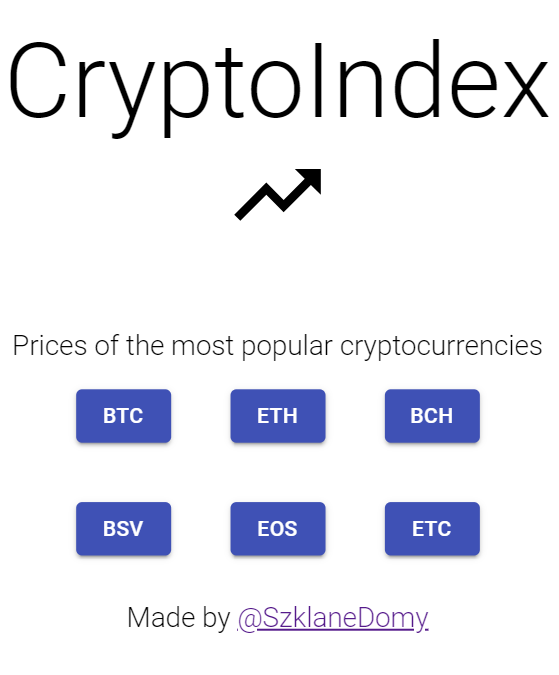 CryptoIndex
Prices of the most popular cryptocurrencies
BTC ETH BCH
BSV EOS ETC
Made by @SzklaneDomy